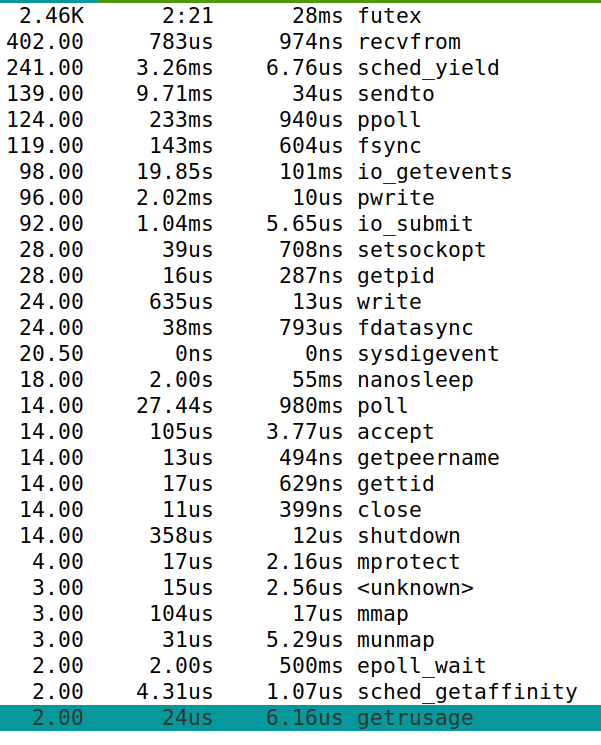 2.46K 2:21 28ms futex
402.00 783us 974ns recvfrom
241.00 3.26ms 6.76us sched_yield
139.00 9.71ms 34us sendto
124.00 233ms 940us ppoll
119.00 143ms 604us fsync
98.00 19.85s 101ms io_getevents
96.00 2.02ms 10us pwrite
92.00 1.04ms 5.65us io_submit
28.00 39us 708ns setsockopt
28.00 16us 287ns getpid
24.00 635us 13us write
24.00 38ms 793us fdatasync
20.50 0ns 0ns sysdigevent
18.00 2.00s 55ms nanosleep
14.00 27.44s 980ms poll
14.00 105us 3.77us accept
14.00 13us 494ns getpeername
14.00 17us 629ns gettid
14.00 11us 399ns close
14.00 358us 12us shutdown
4.00 17us 2.16us mprotect
3.00 15us 2.56us <unknown>
3.00 104us 17us mmap
3.00 31us 5.29us munmap
2.00 2.00s 500ms epoll_wait
2.00 4.31us 1.07us sched_getaffinity
2.00 24us 6.16us getrusage